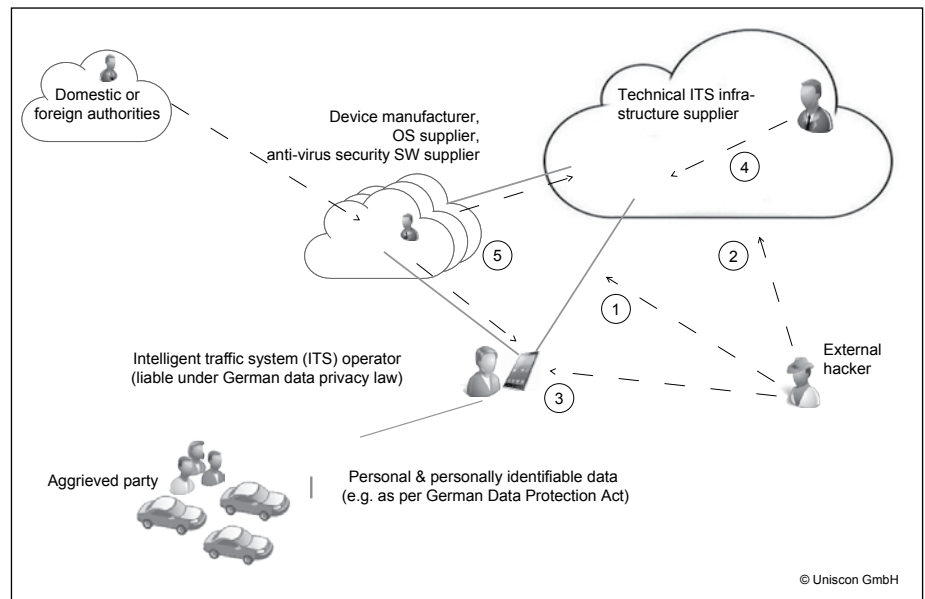 Domestic or
foreign authorities
Device manufacturer,
OS supplier,
anti-virus security SW supplier
Technical ITS infra-
structure supplier
4
5
2
1
Intelligent traffic system (ITS) operator
(liable under German data privacy law)
3
External
hacker
Aggrieved party
Personal & personally identifiable data
(e.g. as per German Data Protection Act)
© Uniscon GmbH